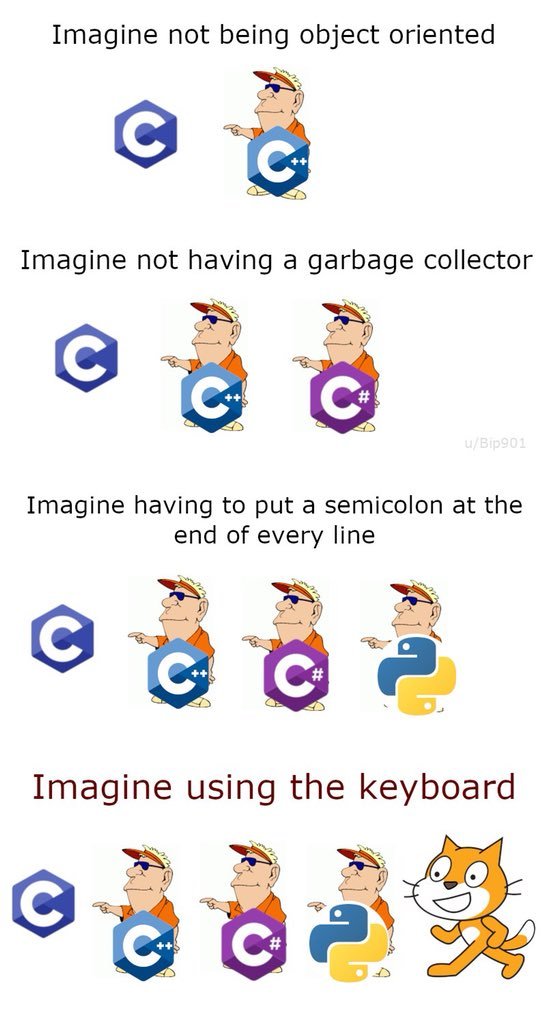 Imagine not being object oriented
C
C++
Imagine not having a garbage collector
C
C++
C#
u/Bip901
Imagine having to put a semicolon at the
end of every line
C
C++
C#
Imagine using the keyboard
C
C++
C#